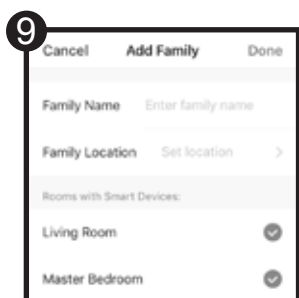 9
Cancel Add Family Done
Family Name Enter family name
Family Location Set location >
Rooms with Smart Devices:
Living Room
Master Bedroom